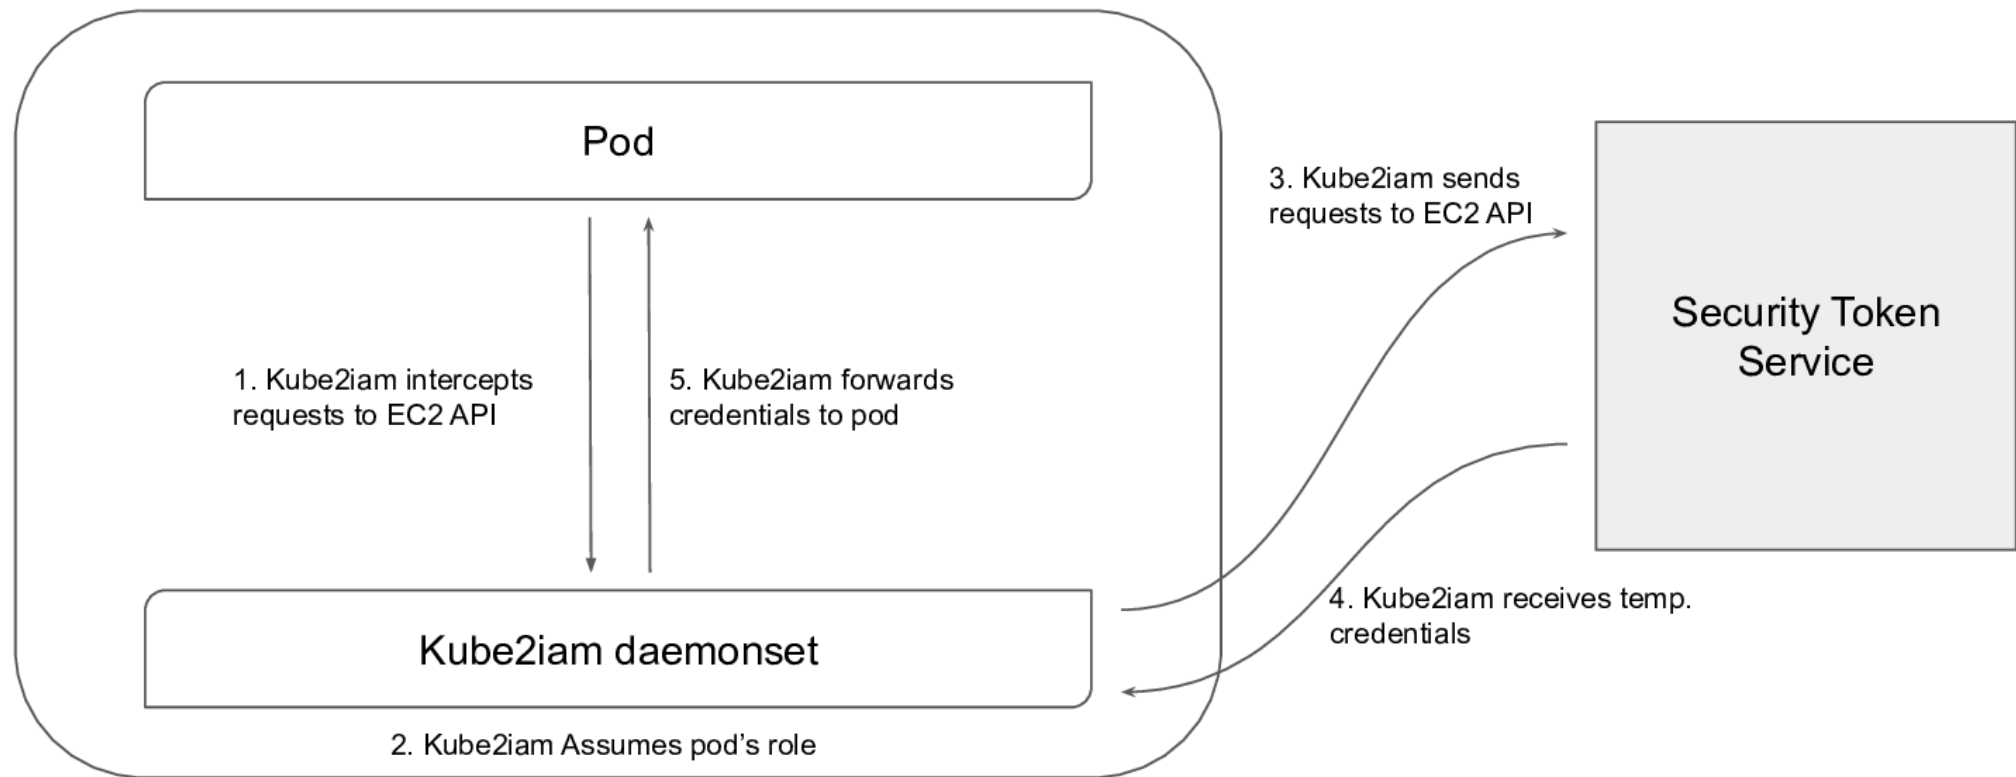 Pod
3. Kube2iam sends
requests to EC2 API
Security Token
Service
1. Kube2iam intercepts
requests to EC2 API
5. Kube2iam forwards
credentials to pod
4. Kube2iam receives temp.
credentials
Kube2iam daemonset
2. Kube2iam Assumes pod’s role